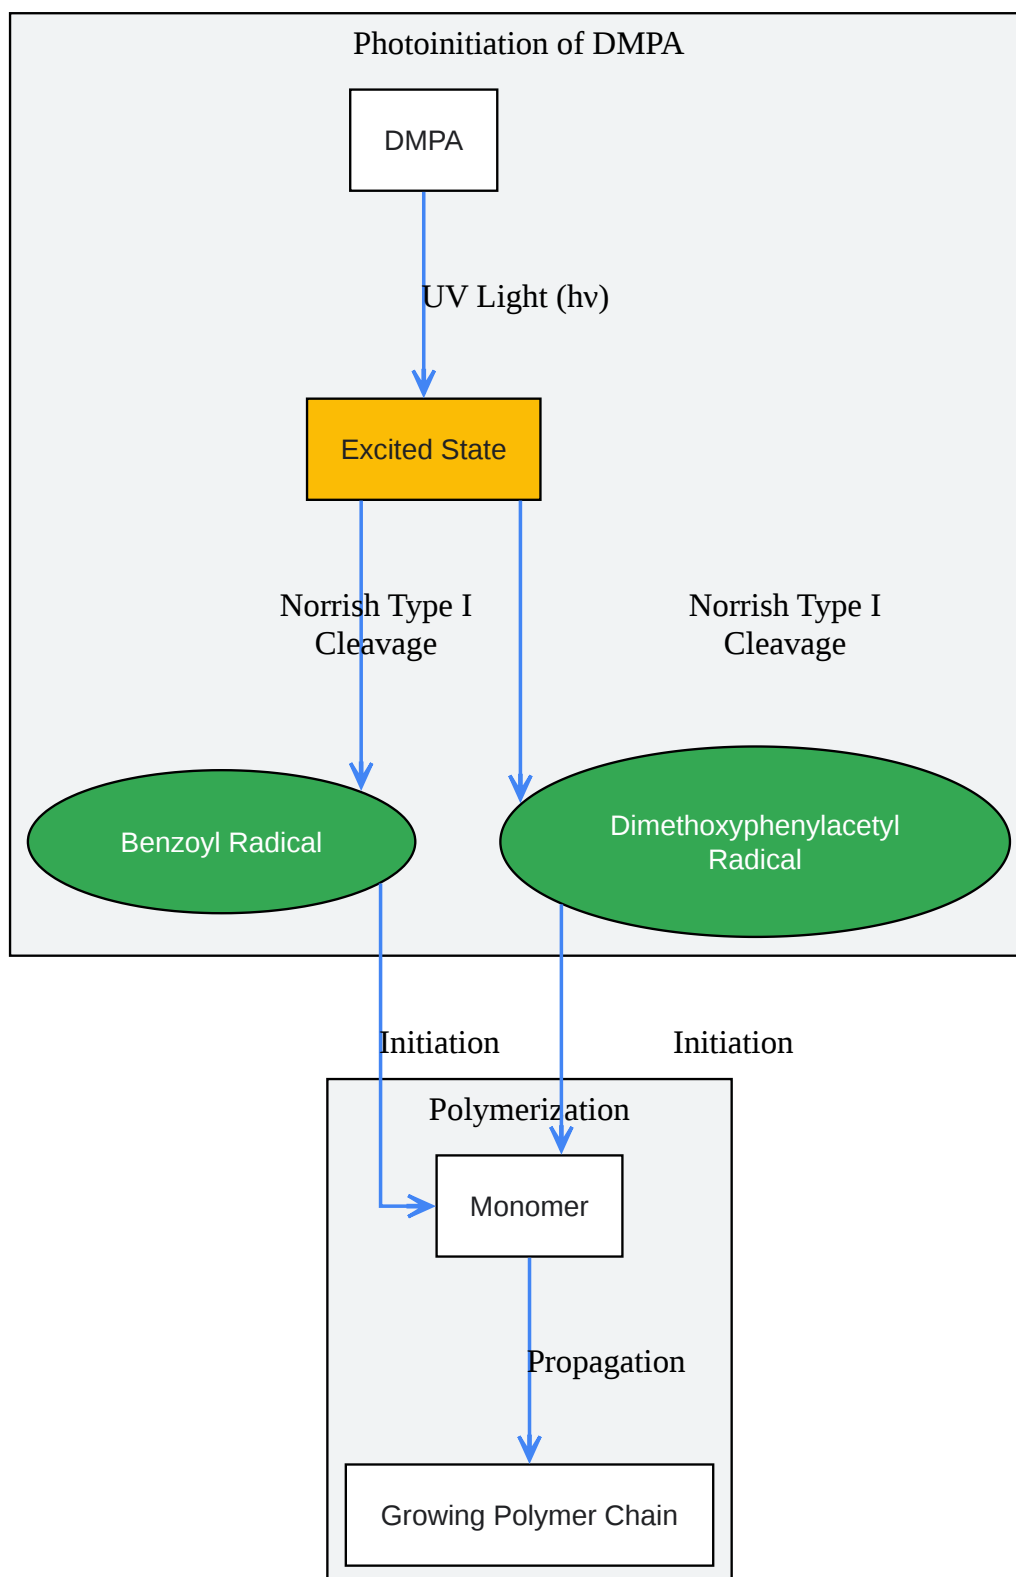 Photoinitiation of DMPA
DMPA
UV Light (hν)
Excited State
Norrish Type I
Cleavage
Norrish Type I
Cleavage
Benzoyl Radical
Dimethoxyphenylacetyl
Radical
Initiation
Initiation
Polymerization
Monomer
Propagation
Growing Polymer Chain